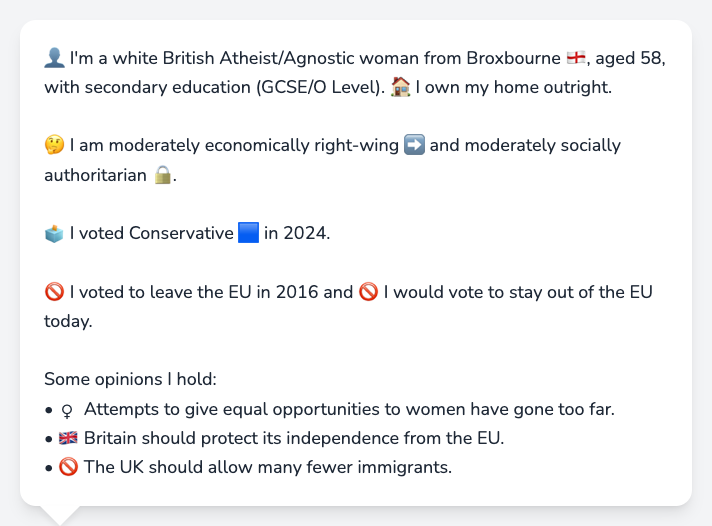 👤 I'm a white British Atheist/Agnostic woman from Broxbourne 🏴󠁧󠁢󠁥󠁮󠁧󠁿, aged 58,
with secondary education (GCSE/O Level). 🏠 I own my home outright.
🤔 I am moderately economically right-wing ➡️ and moderately socially
authoritarian 🔒.
🗳️ I voted Conservative 🟦 in 2024.
🚫 I voted to leave the EU in 2016 and 🚫 I would vote to stay out of the EU
today.
Some opinions I hold:
• ♀ Attempts to give equal opportunities to women have gone too far.
• 🇬🇧 Britain should protect its independence from the EU.
• 🚫 The UK should allow many fewer immigrants.